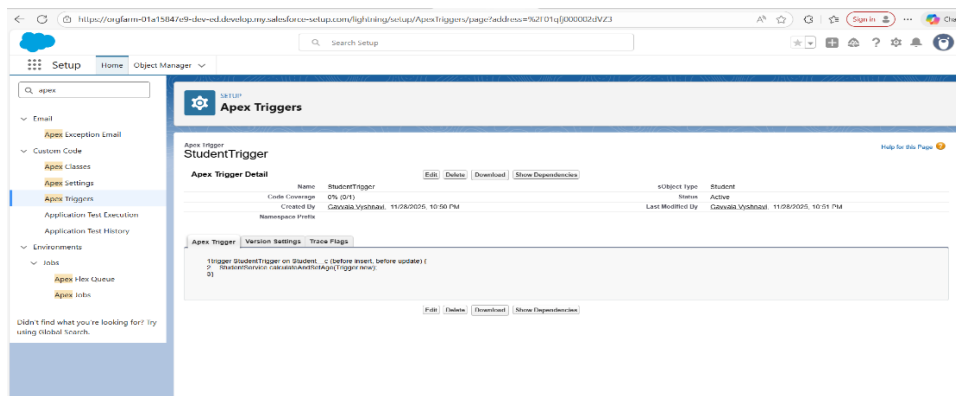 https://orgfarm-01a15847e9-dev-ed.develop.my.salesforce-setup.com/lightning/setup/ApexTriggers/page?address=%2F01qfj000002dVZ3
Sign in
Search Setup
Setup Home Object Manager
apex
SETUP
Apex Triggers
Email
Apex Exception Email
Custom Code
Apex Classes
Apex Settings
Apex Triggers
Application Test Execution
Application Test History
Environments
Jobs
Apex Flex Queue
Apex Jobs
Didn't find what you're looking for? Try
using Global Search.
Apex Trigger
StudentTrigger
Help for this Page
Apex Trigger Detail
Edit Delete Download Show Dependencies
Name StudentTrigger sObject Type Student
Code Coverage 0% (0/1) Status Active
Created By Gavvala Vyshnavi, 11/28/2025, 10:50 PM Last Modified By Gavvala Vyshnavi, 11/28/2025, 10:51 PM
Namespace Prefix
Apex Trigger Version Settings Trace Flags
1trigger StudentTrigger on Student__c (before insert, before update) {
2 StudentService.calculateAndSetAge(Trigger.new);
3}
Edit Delete Download Show Dependencies